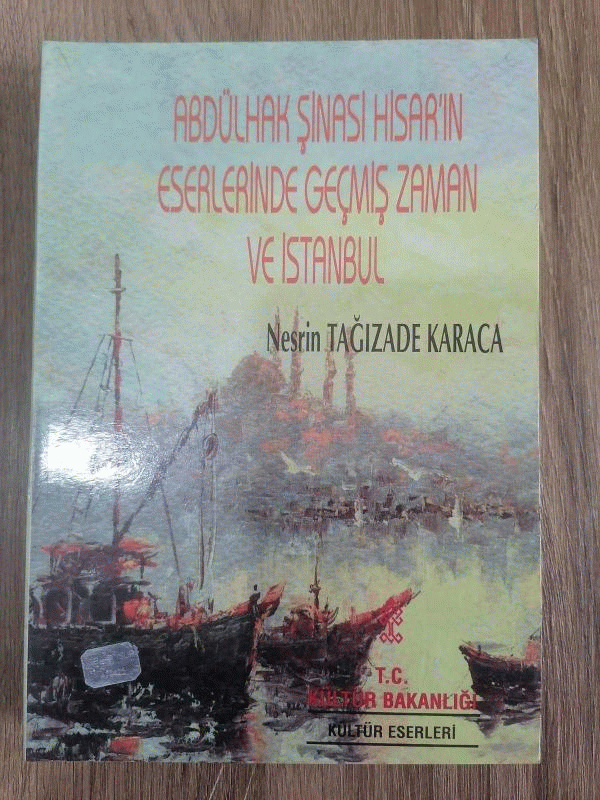 ABDÜLHAK ŞİNASİ HİSAR'IN
ESERLERİNDE GEÇMİŞ ZAMAN
VE İSTANBUL
Nesrin TAĞIZADE KARACA
T.C.
KÜLTÜR BAKANLIĞI
KÜLTÜR ESERLERİ